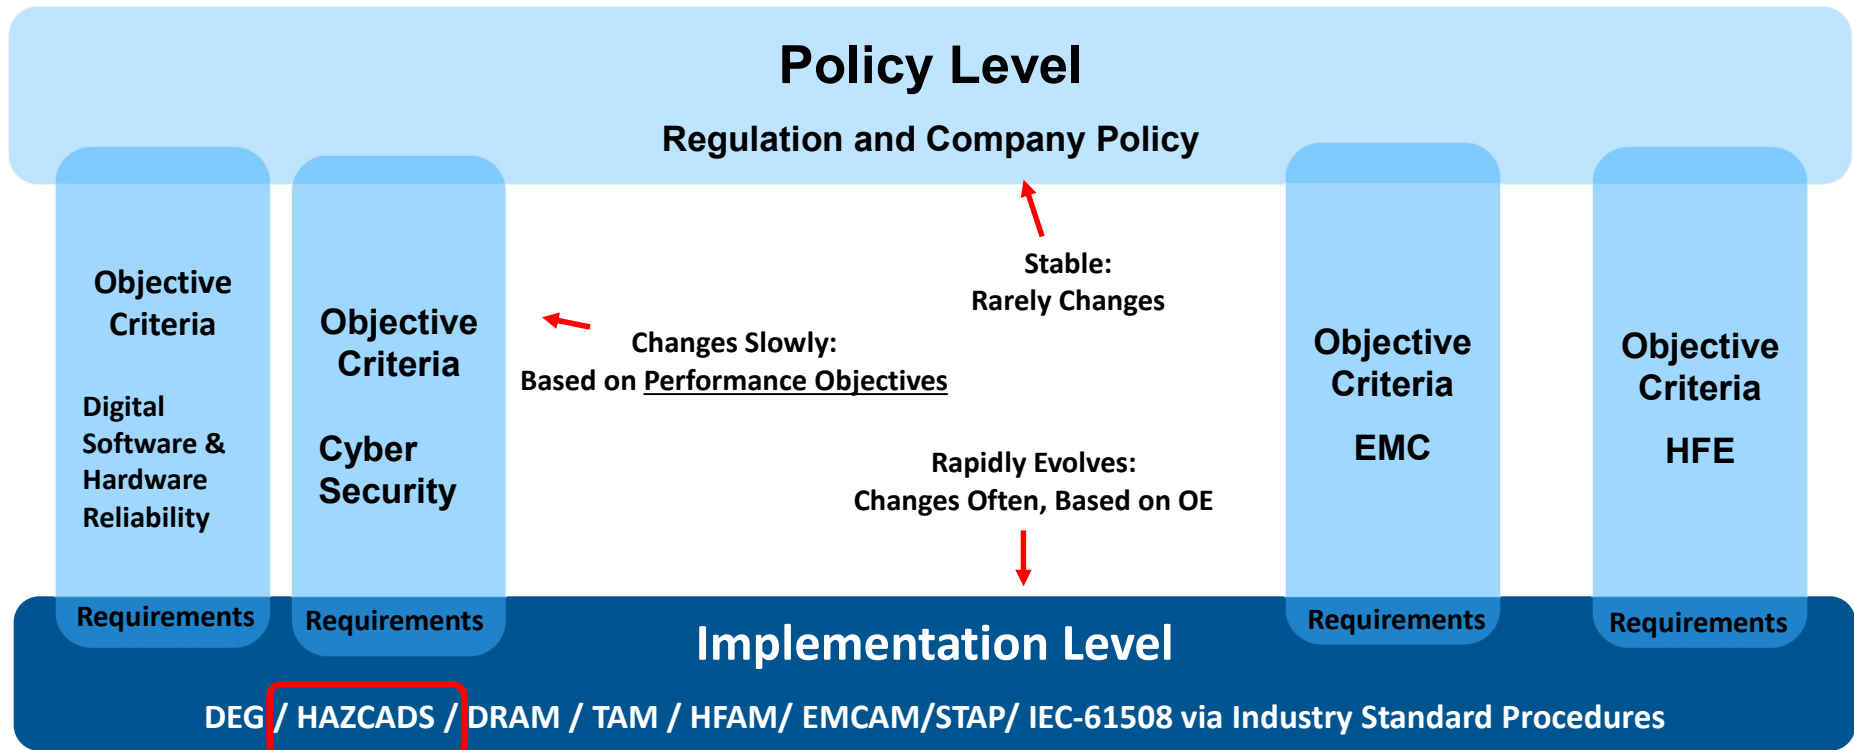 Policy Level
Regulation and Company Policy
Objective
Criteria
Digital
Software &
Hardware
Reliability
Requirements
Objective
Criteria
Cyber
Security
Requirements
Stable:
Rarely Changes
Changes Slowly:
Based on Performance Objectives
Rapidly Evolves:
Changes Often, Based on OE
Objective
Criteria
EMC
Requirements
Objective
Criteria
HFE
Requirements
Implementation Level
DEG / HAZCADS / DRAM / TAM / HFAM/ EMCAM/STAP/ IEC-61508 via Industry Standard Procedures